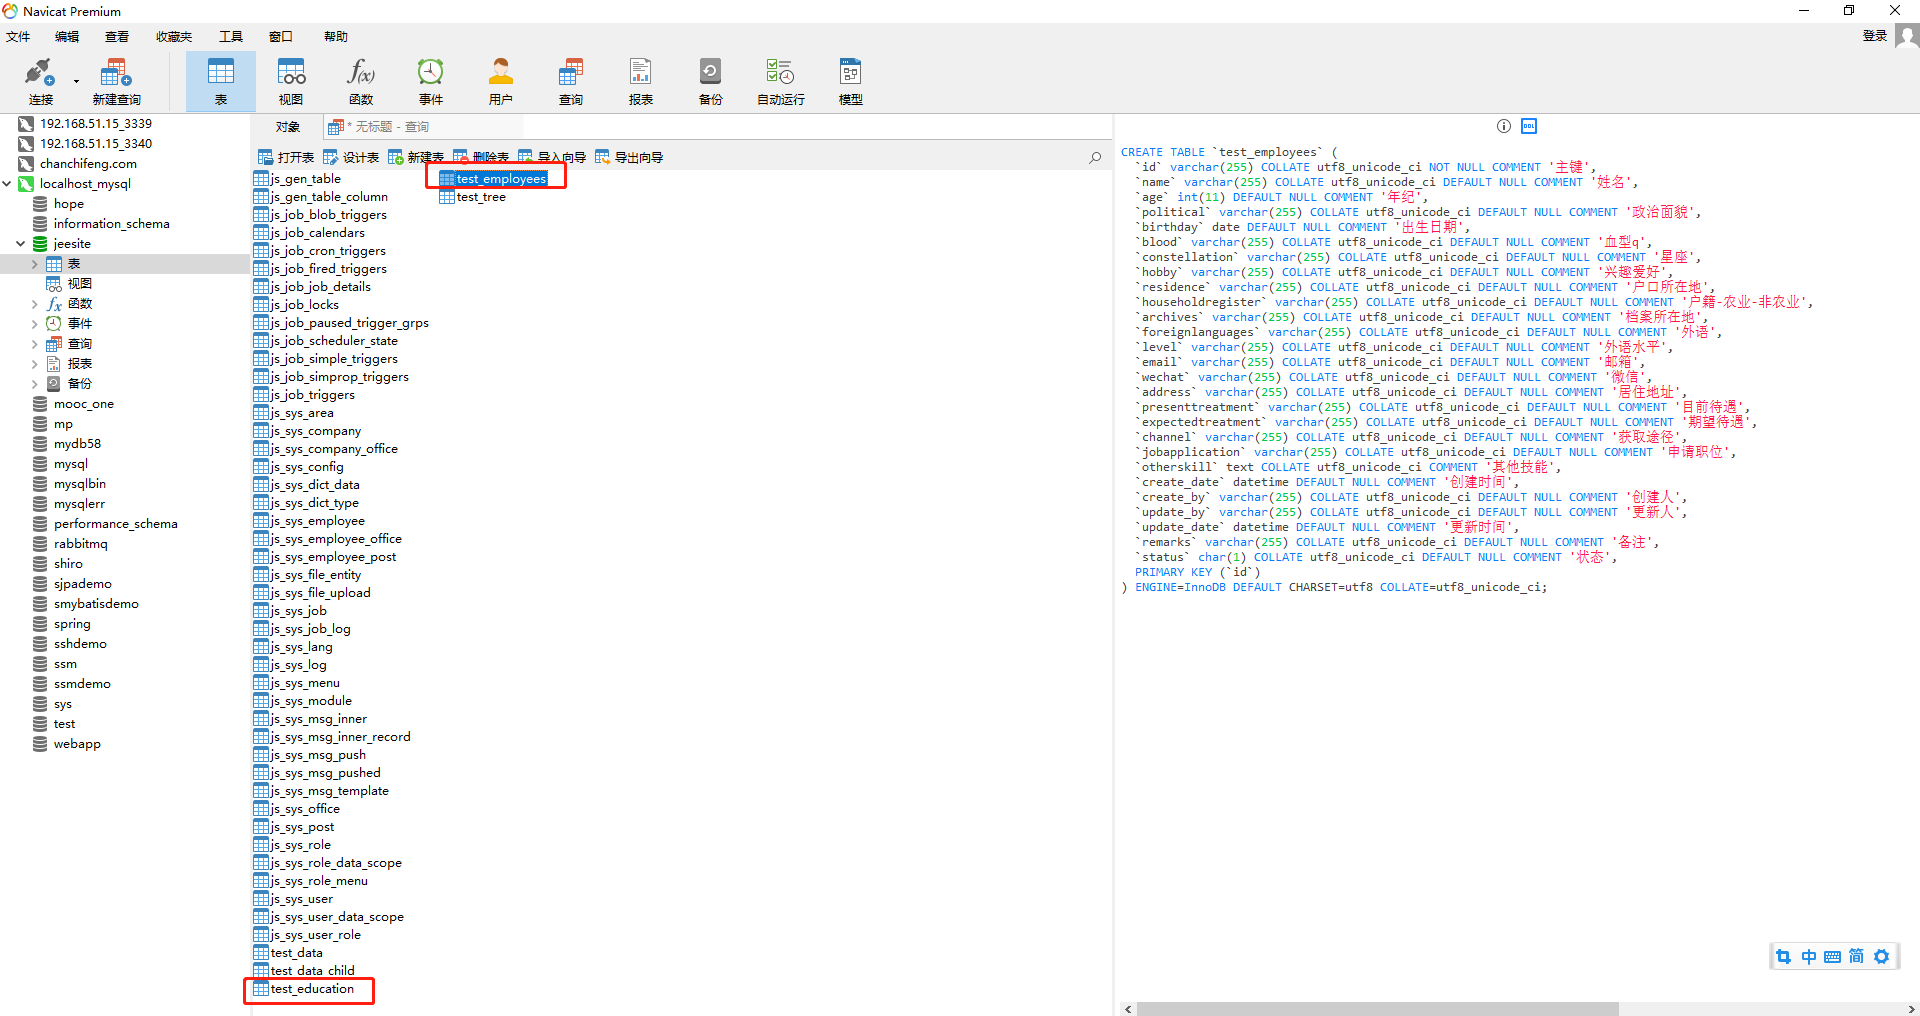 Navicat Premium
文件 编辑 查看 收藏夹 工具 窗口 帮助 登录
连接 新建查询 表 视图 函数 事件 用户 查询 报表 备份 自动运行 模型
192.168.51.15_3339
192.168.51.15_3340
chanchifeng.com
localhost_mysql
hope
information_schema
jeesite
表
视图
函数
事件
查询
报表
备份
mooc_one
mp
mydb58
mysql
mysqlbin
mysqlerr
performance_schema
rabbitmq
shiro
sjpademo
smybatisdemo
spring
sshdemo
ssm
ssmdemo
sys
test
webapp
对象 * 无标题 - 查询
打开表 设计表 新建表 删除表 导入向导 导出向导
js_gen_table
js_gen_table_column
js_job_blob_triggers
js_job_calendars
js_job_cron_triggers
js_job_fired_triggers
js_job_job_details
js_job_locks
js_job_paused_trigger_grps
js_job_scheduler_state
js_job_simple_triggers
js_job_simprop_triggers
js_job_triggers
js_sys_area
js_sys_company
js_sys_company_office
js_sys_config
js_sys_dict_data
js_sys_dict_type
js_sys_employee
js_sys_employee_office
js_sys_employee_post
js_sys_file_entity
js_sys_file_upload
js_sys_job
js_sys_job_log
js_sys_lang
js_sys_log
js_sys_menu
js_sys_module
js_sys_msg_inner
js_sys_msg_inner_record
js_sys_msg_push
js_sys_msg_pushed
js_sys_msg_template
js_sys_office
js_sys_post
js_sys_role
js_sys_role_data_scope
js_sys_role_menu
js_sys_user
js_sys_user_data_scope
js_sys_user_role
test_data
test_data_child
test_education
test_employees
test_tree
DDL
CREATE TABLE `test_employees` (
`id` varchar(255) COLLATE utf8_unicode_ci NOT NULL COMMENT '主键',
`name` varchar(255) COLLATE utf8_unicode_ci DEFAULT NULL COMMENT '姓名',
`age` int(11) DEFAULT NULL COMMENT '年纪',
`political` varchar(255) COLLATE utf8_unicode_ci DEFAULT NULL COMMENT '政治面貌',
`birthday` date DEFAULT NULL COMMENT '出生日期',
`blood` varchar(255) COLLATE utf8_unicode_ci DEFAULT NULL COMMENT '血型q',
`constellation` varchar(255) COLLATE utf8_unicode_ci DEFAULT NULL COMMENT '星座',
`hobby` varchar(255) COLLATE utf8_unicode_ci DEFAULT NULL COMMENT '兴趣爱好',
`residence` varchar(255) COLLATE utf8_unicode_ci DEFAULT NULL COMMENT '户口所在地',
`householdregister` varchar(255) COLLATE utf8_unicode_ci DEFAULT NULL COMMENT '户籍-农业-非农业',
`archives` varchar(255) COLLATE utf8_unicode_ci DEFAULT NULL COMMENT '档案所在地',
`foreignlanguages` varchar(255) COLLATE utf8_unicode_ci DEFAULT NULL COMMENT '外语',
`level` varchar(255) COLLATE utf8_unicode_ci DEFAULT NULL COMMENT '外语水平',
`email` varchar(255) COLLATE utf8_unicode_ci DEFAULT NULL COMMENT '邮箱',
`wechat` varchar(255) COLLATE utf8_unicode_ci DEFAULT NULL COMMENT '微信',
`address` varchar(255) COLLATE utf8_unicode_ci DEFAULT NULL COMMENT '居住地址',
`presenttreatment` varchar(255) COLLATE utf8_unicode_ci DEFAULT NULL COMMENT '目前待遇',
`expectedtreatment` varchar(255) COLLATE utf8_unicode_ci DEFAULT NULL COMMENT '期望待遇',
`channel` varchar(255) COLLATE utf8_unicode_ci DEFAULT NULL COMMENT '获取途径',
`jobapplication` varchar(255) COLLATE utf8_unicode_ci DEFAULT NULL COMMENT '申请职位',
`otherskill` text COLLATE utf8_unicode_ci COMMENT '其他技能',
`create_date` datetime DEFAULT NULL COMMENT '创建时间',
`create_by` varchar(255) COLLATE utf8_unicode_ci DEFAULT NULL COMMENT '创建人',
`update_by` varchar(255) COLLATE utf8_unicode_ci DEFAULT NULL COMMENT '更新人',
`update_date` datetime DEFAULT NULL COMMENT '更新时间',
`remarks` varchar(255) COLLATE utf8_unicode_ci DEFAULT NULL COMMENT '备注',
`status` char(1) COLLATE utf8_unicode_ci DEFAULT NULL COMMENT '状态',
PRIMARY KEY (`id`)
) ENGINE=InnoDB DEFAULT CHARSET=utf8 COLLATE=utf8_unicode_ci;
中 简